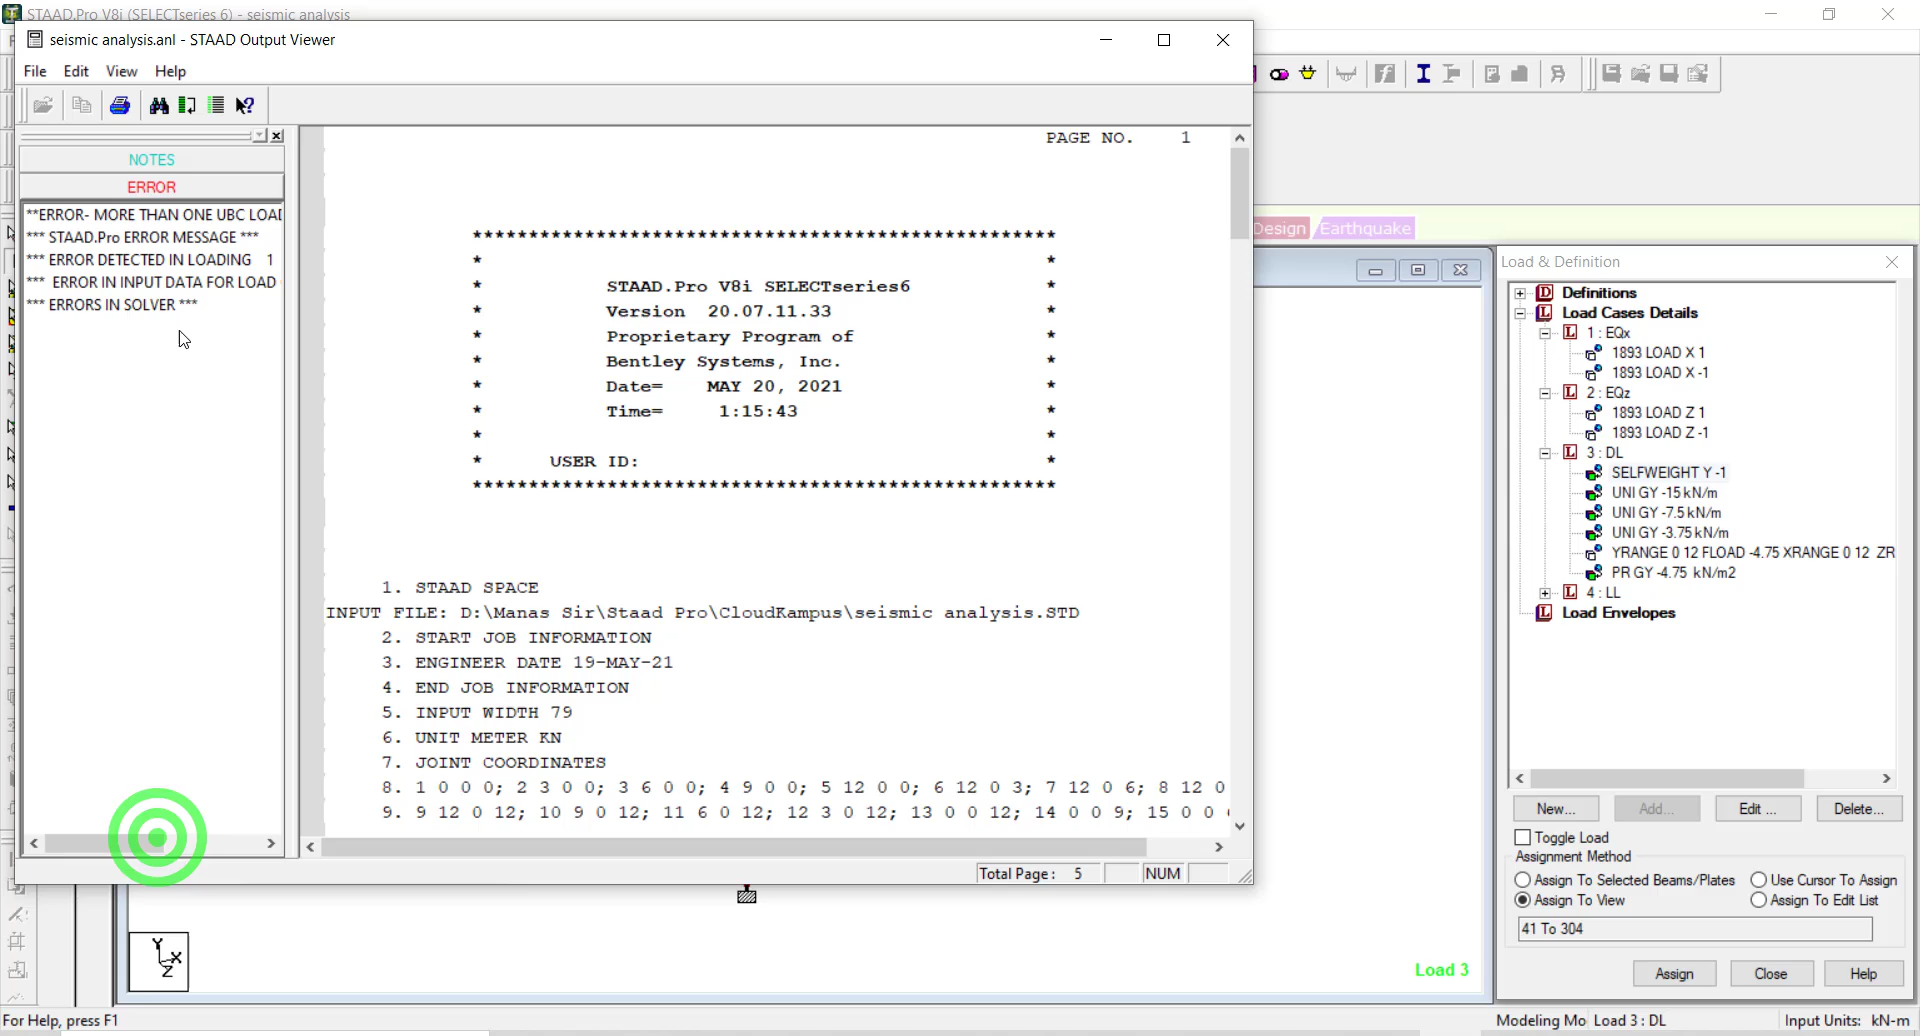 STAAD.Pro V8i (SELECTseries 6) - seismic analysis
seismic analysis.anl - STAAD Output Viewer
File Edit View Help
NOTES
ERROR
**ERROR- MORE THAN ONE UBC LOAD
*** STAAD.Pro ERROR MESSAGE ***
*** ERROR DETECTED IN LOADING 1
*** ERROR IN INPUT DATA FOR LOAD
*** ERRORS IN SOLVER ***
PAGE NO. 1
****************************************************
* *
* STAAD.Pro V8i SELECTseries6 *
* Version 20.07.11.33 *
* Proprietary Program of *
* Bentley Systems, Inc. *
* Date= MAY 20, 2021 *
* Time= 1:15:43 *
* *
* USER ID: *
****************************************************
1. STAAD SPACE
INPUT FILE: D:\Manas Sir\Staad Pro\CloudKampus\seismic analysis.STD
2. START JOB INFORMATION
3. ENGINEER DATE 19-MAY-21
4. END JOB INFORMATION
5. INPUT WIDTH 79
6. UNIT METER KN
7. JOINT COORDINATES
8. 1 0 0 0; 2 3 0 0; 3 6 0 0; 4 9 0 0; 5 12 0 0; 6 12 0 3; 7 12 0 6; 8 12 0
9. 9 12 0 12; 10 9 0 12; 11 6 0 12; 12 3 0 12; 13 0 0 12; 14 0 0 9; 15 0 0
Total Page: 5 NUM
Design Earthquake
Load & Definition
D Definitions
L Load Cases Details
L 1 : EQx
1893 LOAD X 1
1893 LOAD X -1
L 2 : EQz
1893 LOAD Z 1
1893 LOAD Z -1
L 3 : DL
SELFWEIGHT Y -1
UNI GY -15 kN/m
UNI GY -7.5 kN/m
UNI GY -3.75 kN/m
YRANGE 0 12 FLOAD -4.75 XRANGE 0 12 ZR
PR GY -4.75 kN/m2
L 4 : LL
L Load Envelopes
New... Add... Edit ... Delete...
Toggle Load
Assignment Method
Assign To Selected Beams/Plates Use Cursor To Assign
Assign To View Assign To Edit List
41 To 304
Assign Close Help
Y
X
Z
Load 3
For Help, press F1
Modeling Mo Load 3 : DL Input Units: kN-m